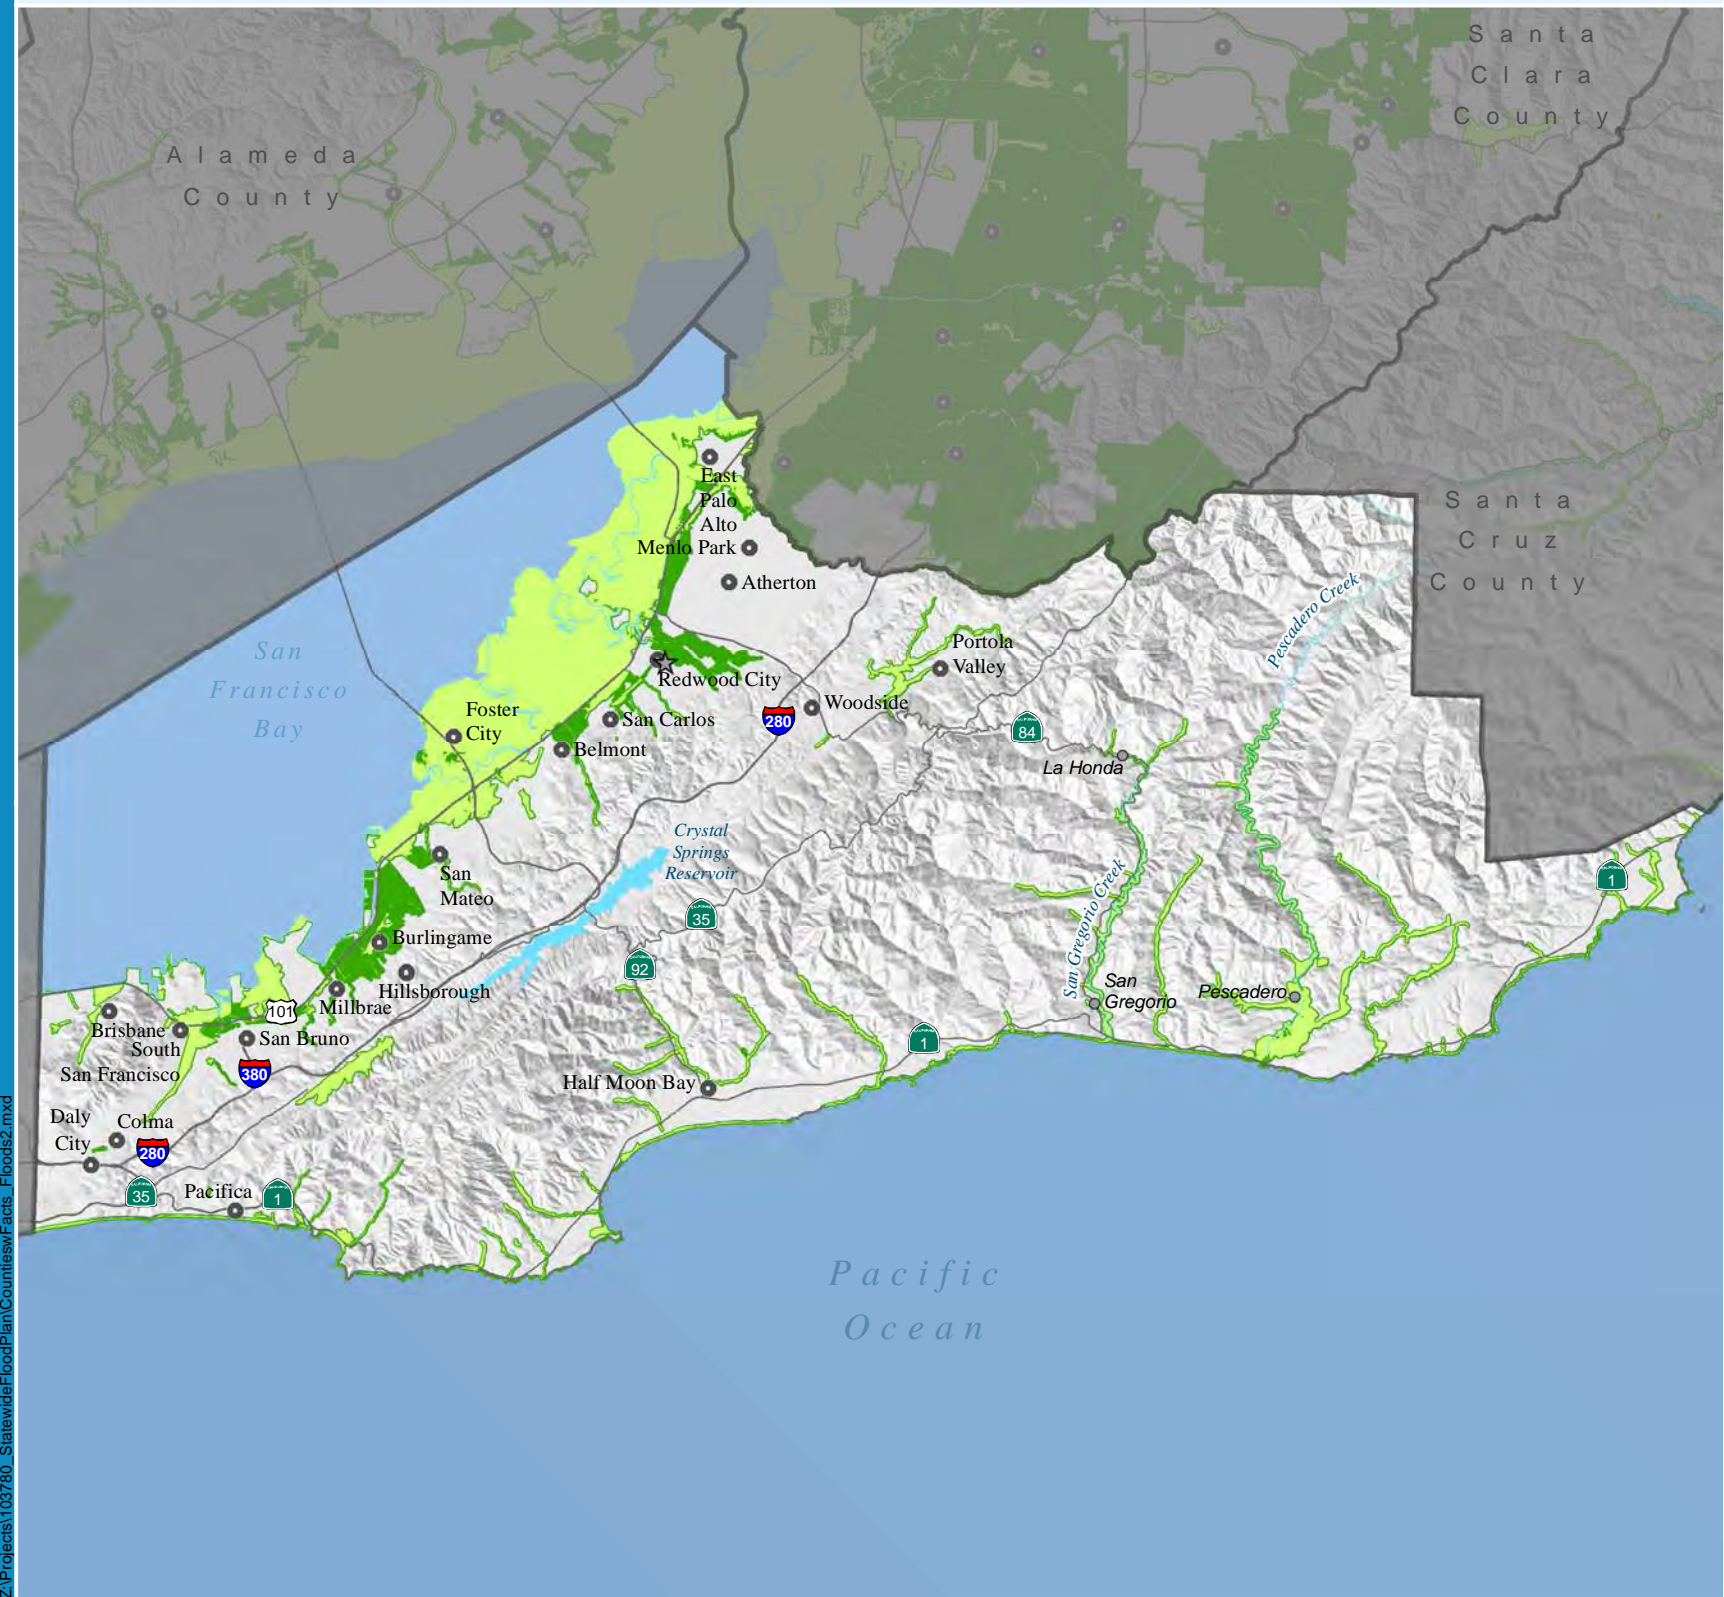 Santa
Clara
County
Alameda
County
East
Palo
Alto
Menlo Park
Atherton
Santa
Cruz
County
Pescadero Creek
San
Francisco
Bay
Portola
Valley
Redwood City
Woodside
Foster
City
San Carlos
280
84
Belmont
La Honda
Crystal
Springs
Reservoir
San
Mateo
CALIFORNIA
35
CALIFORNIA
1
San Gregorio Creek
Burlingame
92
Hillsborough
San
Gregorio
Pescadero
Millbrae
101
Brisbane
South
San Francisco
San Bruno
380
1
Half Moon Bay
Daly
City
Colma
280
35
Pacifica
1
Pacific
Ocean
Z:\Projects\103780_StatewideFloodPlan\CountieswFacts_Floods2.mxd